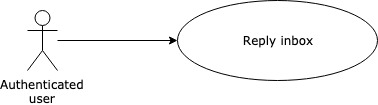 Reply inbox
Authenticated
user